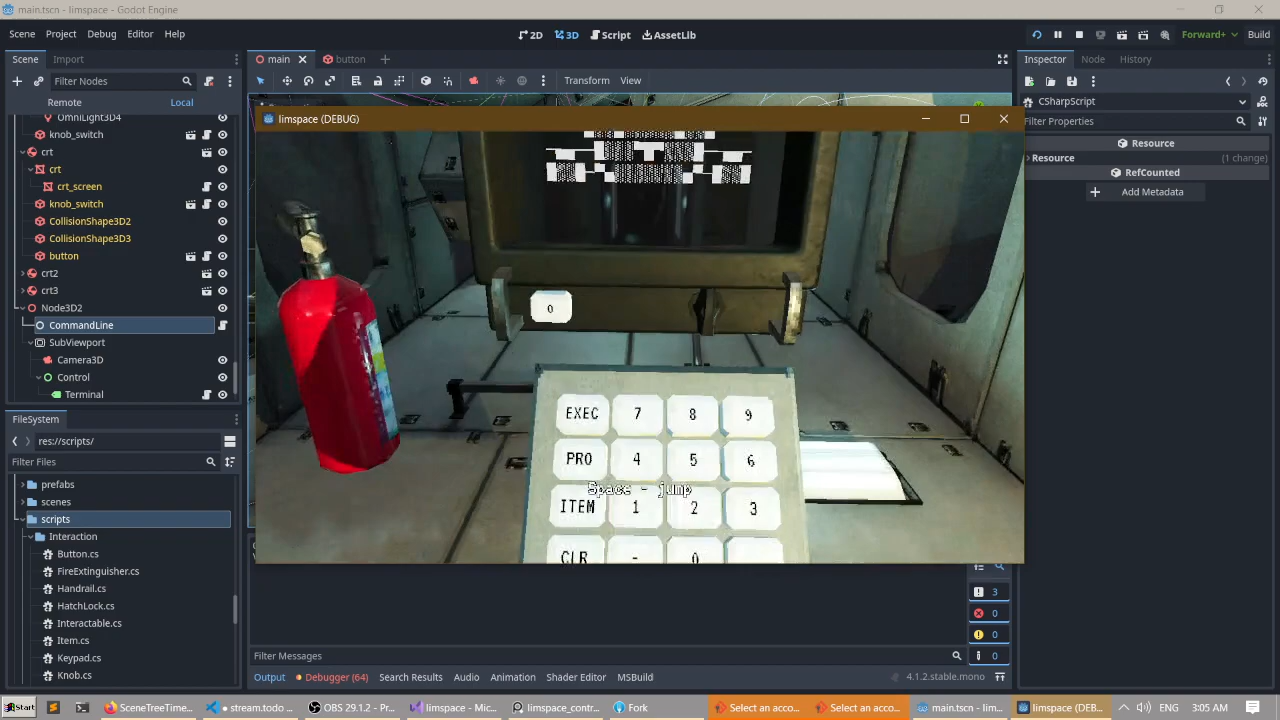 main.tscn - limspace - Godot Engine
Scene Project Debug Editor Help
2D 3D Script AssetLib
Forward+ Build
Scene Import
main button
Inspector Node History
Filter Nodes
Transform View
Remote Local
CSharpScript
OmniLight3D4
limspace (DEBUG)
Filter Properties
knob_switch
Resource
crt
Resource (1 change)
crt
RefCounted
crt_screen
Add Metadata
knob_switch
CollisionShape3D2
CollisionShape3D3
button
crt2
crt3
Node3D2
0
CommandLine
SubViewport
Camera3D
Control
Terminal
EXEC 7 8 9
FileSystem
res://scripts/
Filter Files
PRO 4 5 6
prefabs
Space - jump
scenes
ITEM 1 2 3
scripts
Interaction
CLR - 0
Button.cs
FireExtinguisher.cs
Handrail.cs
3
HatchLock.cs
0
Interactable.cs
Item.cs
0
Keypad.cs
Filter Messages
0
Knob.cs
Output Debugger (64) Search Results Audio Animation Shader Editor MSBuild 4.1.2.stable.mono
Start SceneTreeTime... stream.todo ... OBS 29.1.2 - Pr... limspace - Mic... limspace_contr... Fork Select an acco... Select an acco... main.tscn - lim... limspace (DEB... ENG 3:05 AM